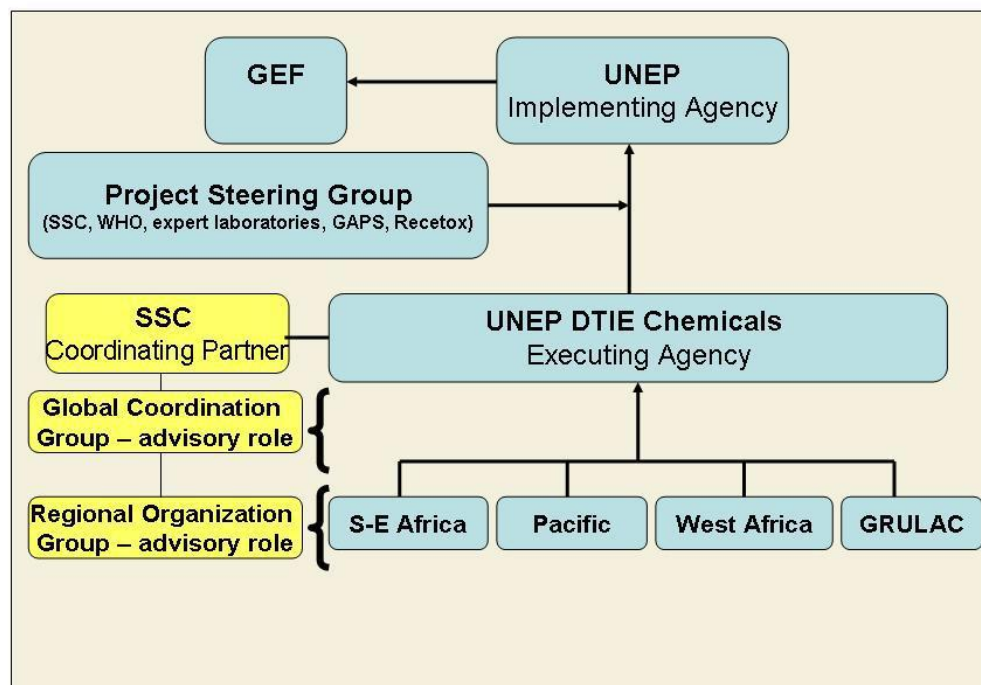 GEF
UNEP
Implementing Agency
Project Steering Group
(SSC, WHO, expert laboratories, GAPS, Recetox)
SSC
Coordinating Partner
UNEP DTIE Chemicals
Executing Agency
Global Coordination
Group – advisory role
Regional Organization
Group – advisory role
S-E Africa
Pacific
West Africa
GRULAC